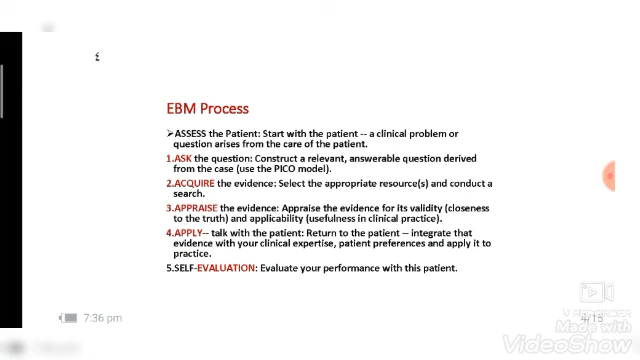 EBM Process
➢ASSESS the Patient: Start with the patient -- a clinical problem or
question arises from the care of the patient.
1.ASK the question: Construct a relevant, answerable question derived
from the case (use the PICO model).
2.ACQUIRE the evidence: Select the appropriate resource(s) and conduct a
search.
3.APPRAISE the evidence: Appraise the evidence for its validity (closeness
to the truth) and applicability (usefulness in clinical practice).
4.APPLY-- talk with the patient: Return to the patient -- integrate that
evidence with your clinical expertise, patient preferences and apply it to
practice.
5.SELF-EVALUATION: Evaluate your performance with this patient.
V RECORDER
7:36 pm
4/15
Made with
VideoShow